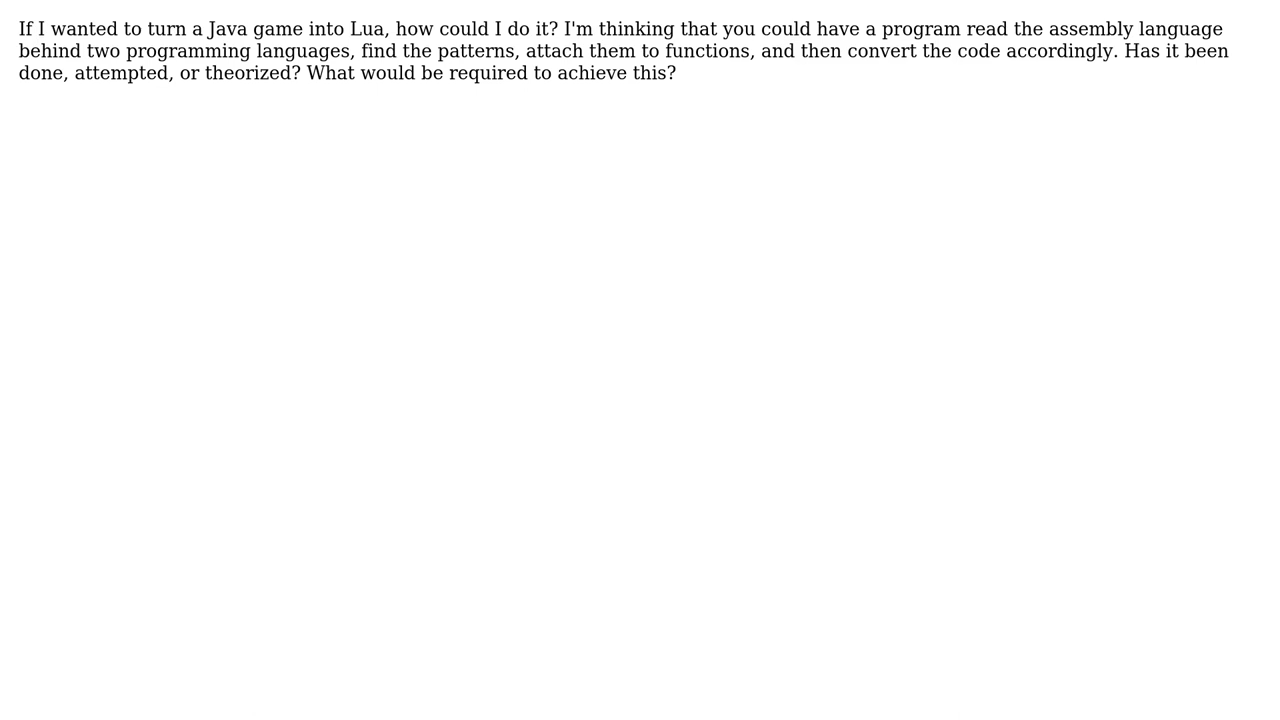 If I wanted to turn a Java game into Lua, how could I do it? I'm thinking that you could have a program read the assembly language
behind two programming languages, find the patterns, attach them to functions, and then convert the code accordingly. Has it been
done, attempted, or theorized? What would be required to achieve this?